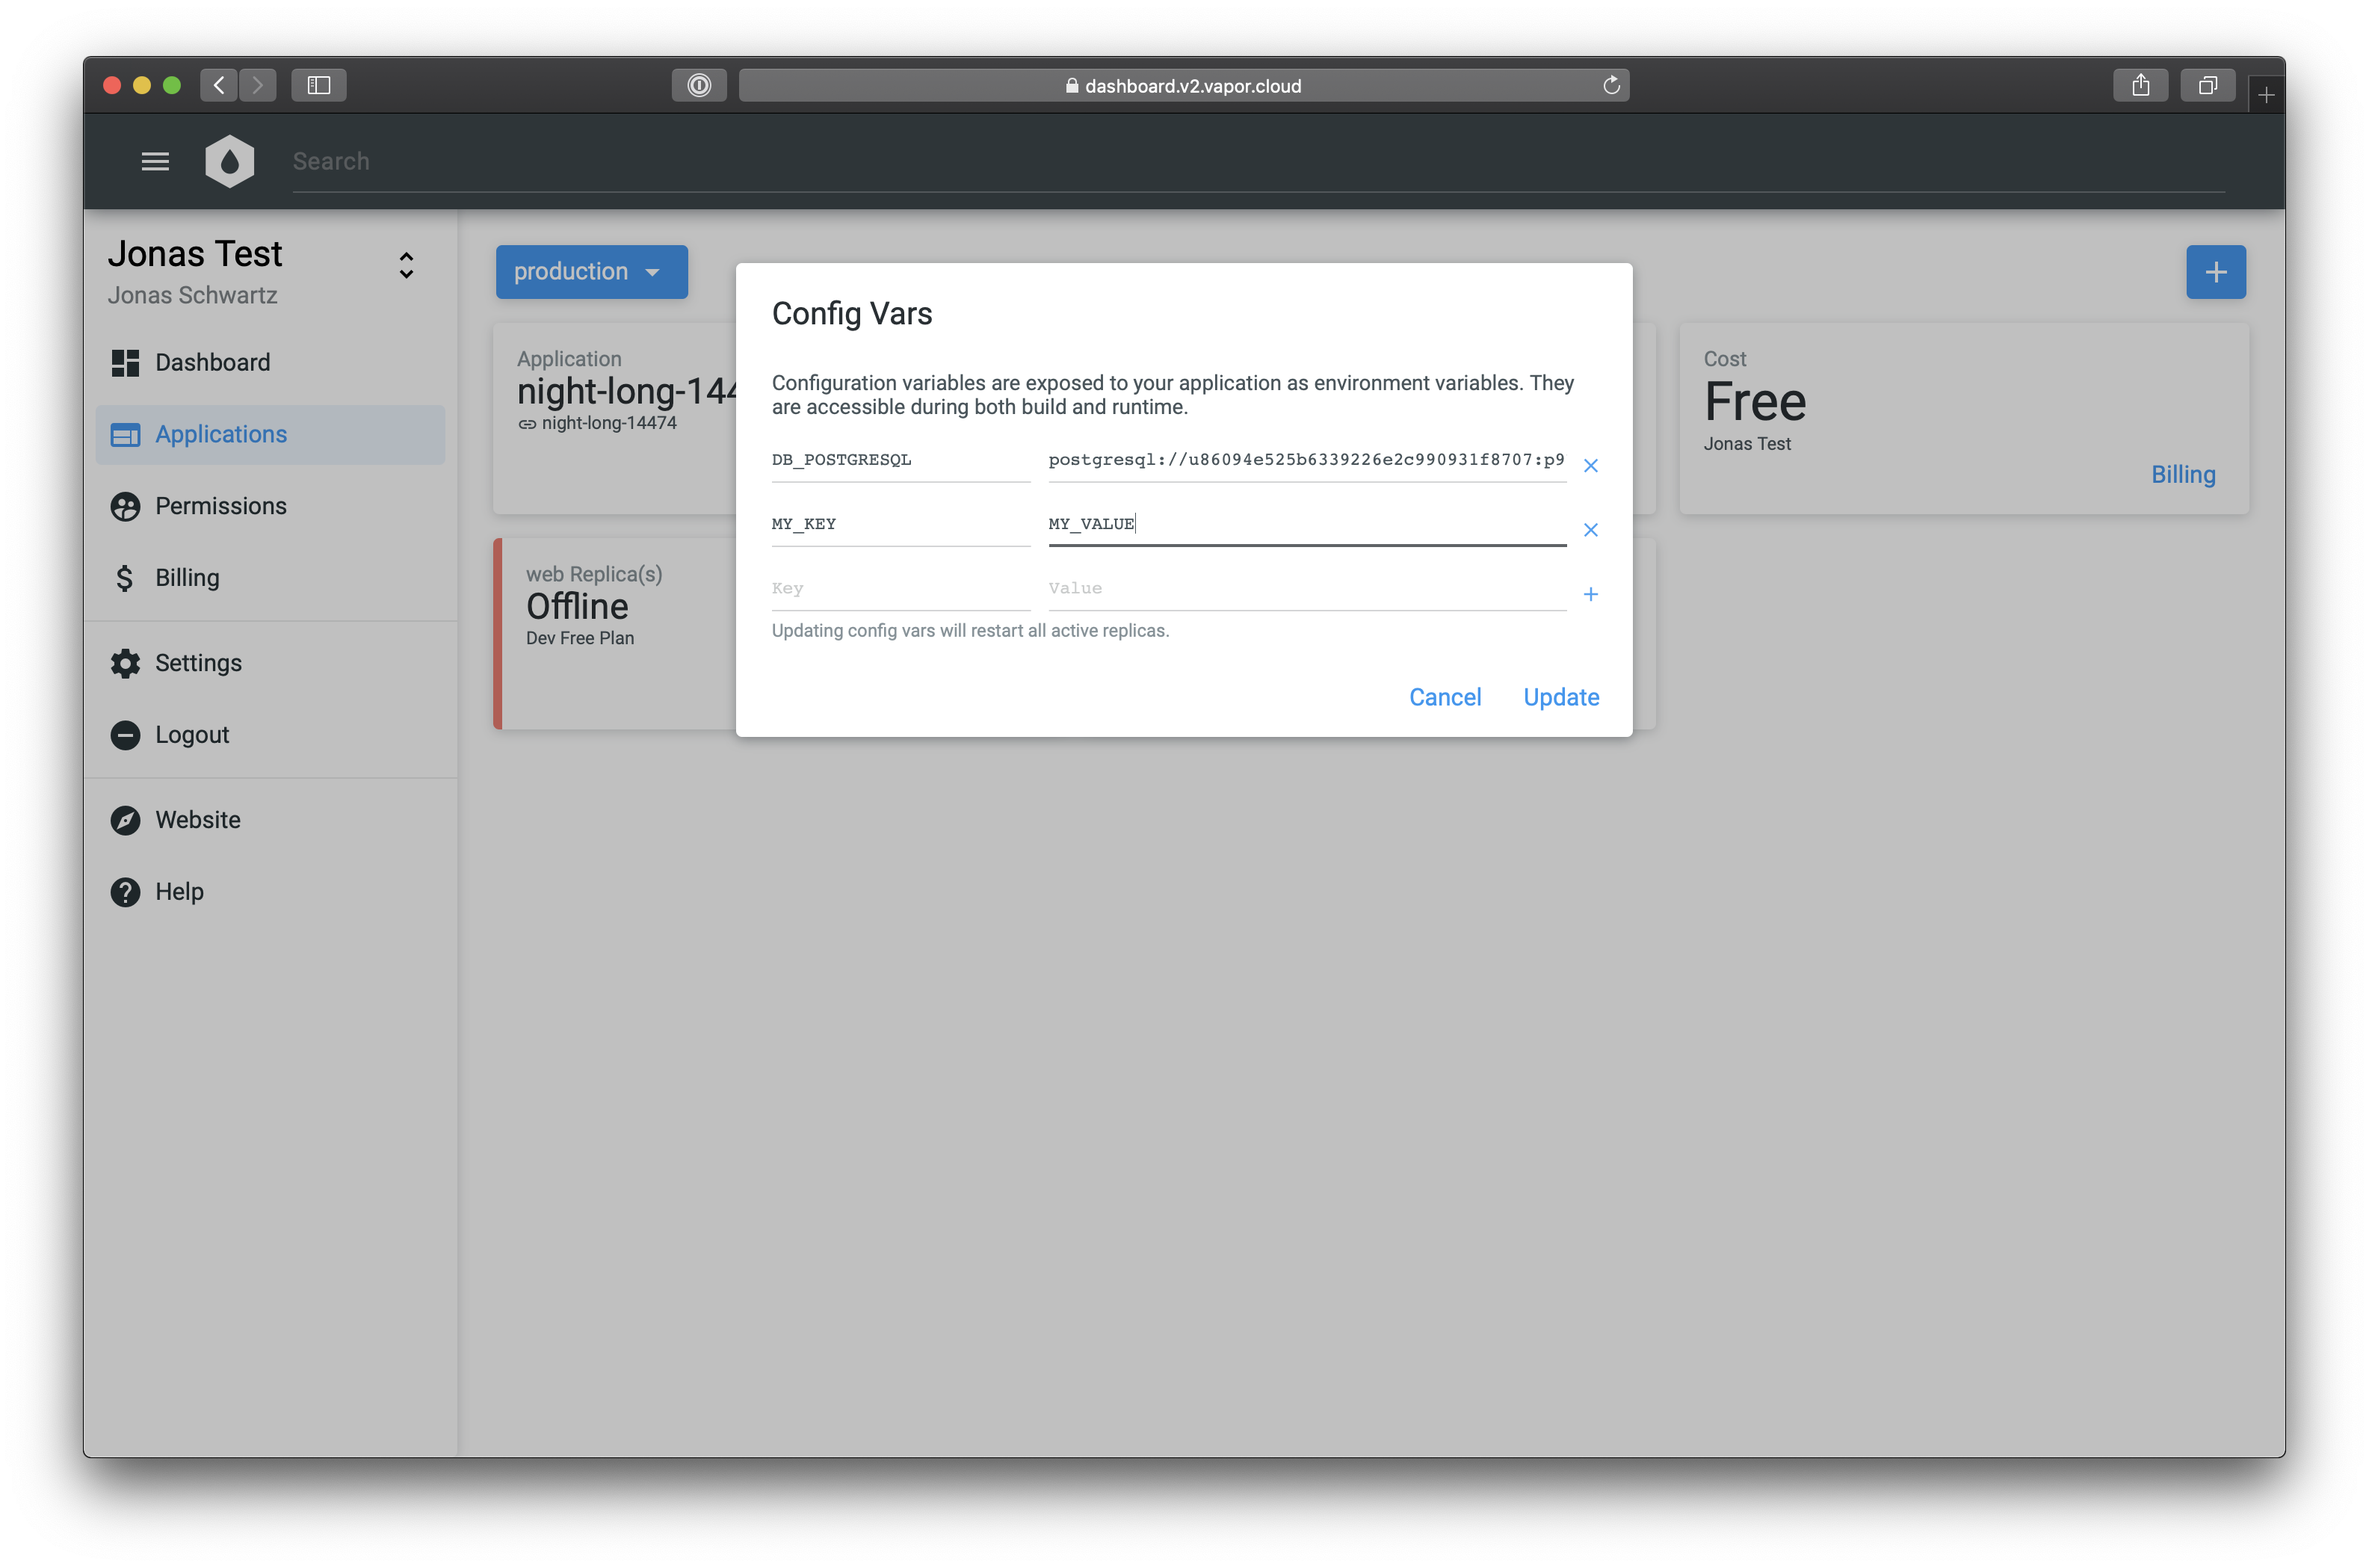 dashboard.v2.vapor.cloud
Search
Jonas Test
Jonas Schwartz
Dashboard
Applications
Permissions
Billing
Settings
Logout
Website
Help
production
Application
night-long-144
night-long-14474
web Replica(s)
Offline
Dev Free Plan
Cost
Free
Jonas Test
Billing
Config Vars
Configuration variables are exposed to your application as environment variables. They
are accessible during both build and runtime.
DB_POSTGRESQL postgresql://u86094e525b6339226e2c990931f8707:p9
MY_KEY MY_VALUE
Key Value
Updating config vars will restart all active replicas.
Cancel Update